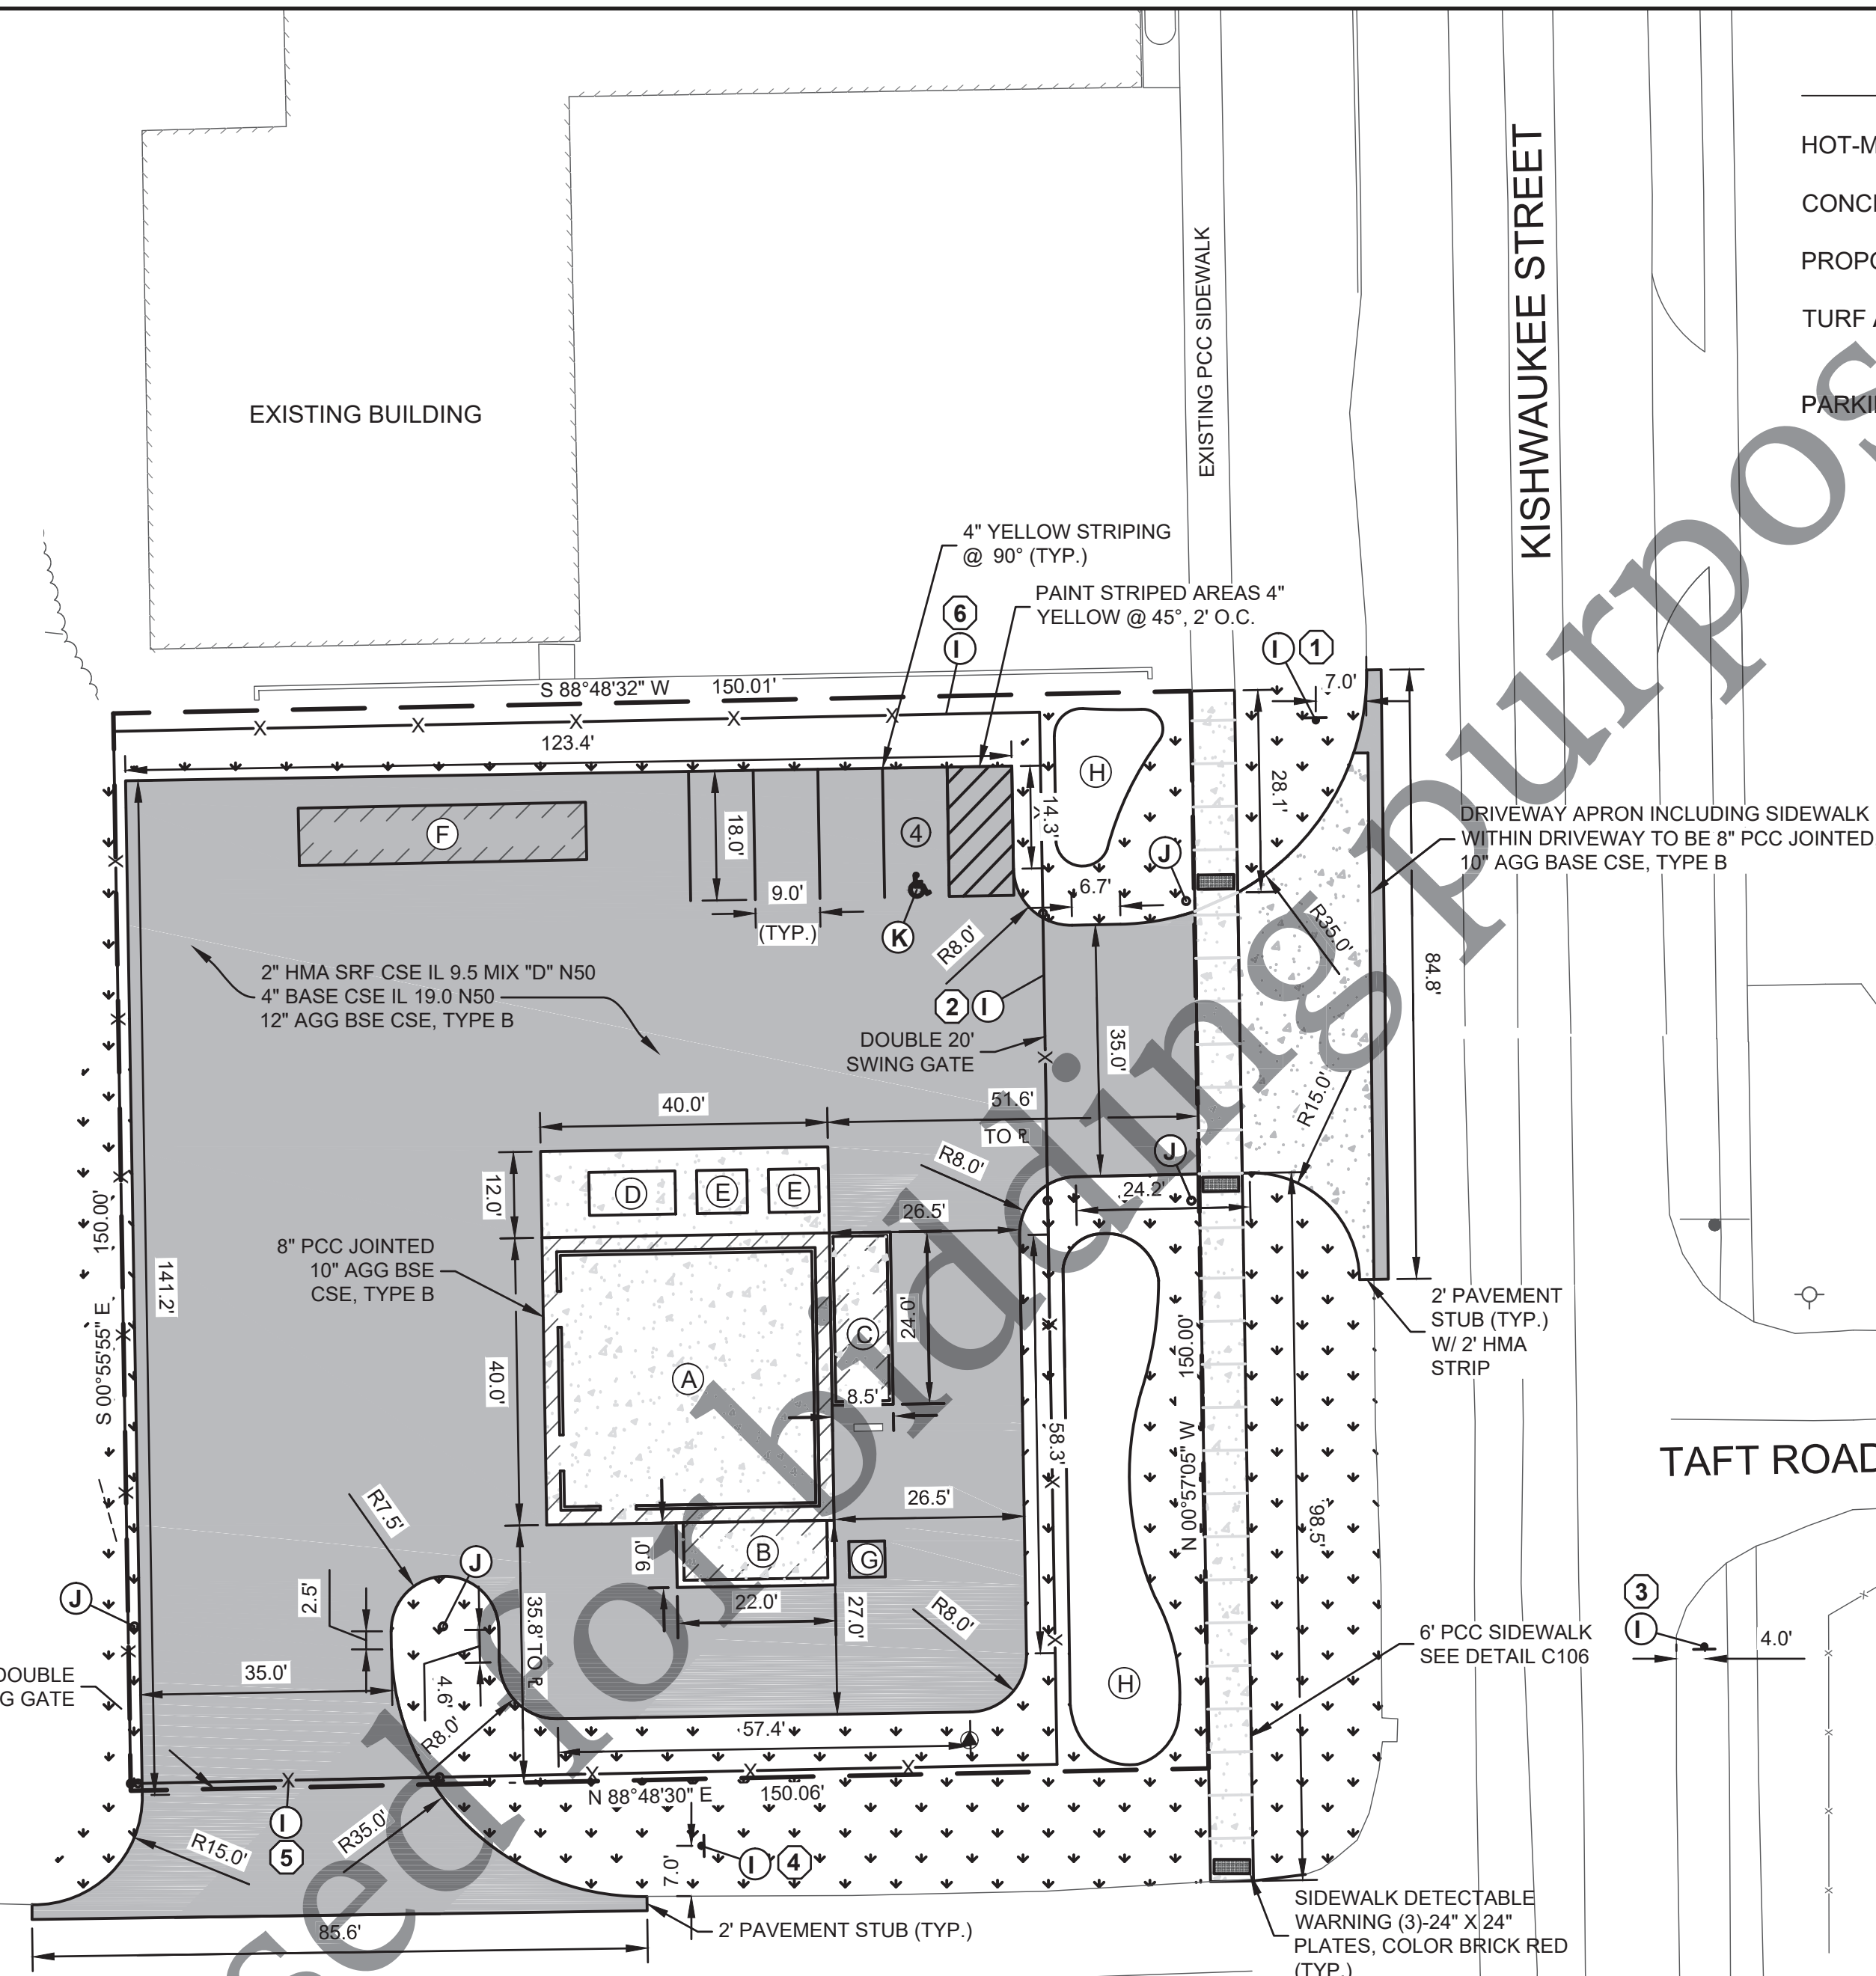 HOT-M
CONC
PROPO
TURF A
PARKI
KISHWAUKEE STREET
EXISTING PCC SIDEWALK
EXISTING BUILDING
4" YELLOW STRIPING
@ 90° (TYP.)
PAINT STRIPED AREAS 4"
YELLOW @ 45°, 2' O.C.
6
I
I 1
7.0'
S 88°48'32" W 150.01'
123.4'
H
28.1'
14.3'
F
18.0'
4
J
DRIVEWAY APRON INCLUDING SIDEWALK
WITHIN DRIVEWAY TO BE 8" PCC JOINTED
10" AGG BASE CSE, TYPE B
9.0'
(TYP.)
K
6.7'
R8.0'
R35.0'
84.8'
2" HMA SRF CSE IL 9.5 MIX "D" N50
4" BASE CSE IL 19.0 N50
12" AGG BSE CSE, TYPE B
2 I
DOUBLE 20'
SWING GATE
35.0'
R15.0'
40.0'
51.6'
TO ℄
J
R8.0'
24.2'
12.0'
D E E
26.5'
150.00'
S 00°55'55" E
141.2'
8" PCC JOINTED
10" AGG BSE
CSE, TYPE B
40.0'
A
C
24.0'
8.5'
2' PAVEMENT
STUB (TYP.)
W/ 2' HMA
STRIP
150.00'
N 00°57'05" W
58.3'
TAFT ROAD
26.5'
98.5'
R7.5'
J
9.0'
B
G
22.0'
27.0'
R8.0'
J
2.5'
35.8' TO ℄
3
I
4.0'
6' PCC SIDEWALK
SEE DETAIL C106
DOUBLE
G GATE
35.0'
4.6'
R8.0'
H
57.4'
N 88°48'30" E 150.06'
I
5
R15.0'
R35.0'
7.0'
I 4
2' PAVEMENT STUB (TYP.)
85.6'
SIDEWALK DETECTABLE
WARNING (3)-24" X 24"
PLATES, COLOR BRICK RED
(TYP.)
sed for bidding purpos